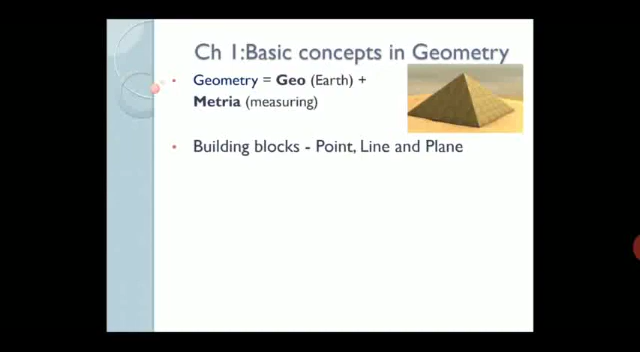 Ch 1:Basic concepts in Geometry
Geometry = Geo (Earth) +
Metria (measuring)
Building blocks - Point, Line and Plane